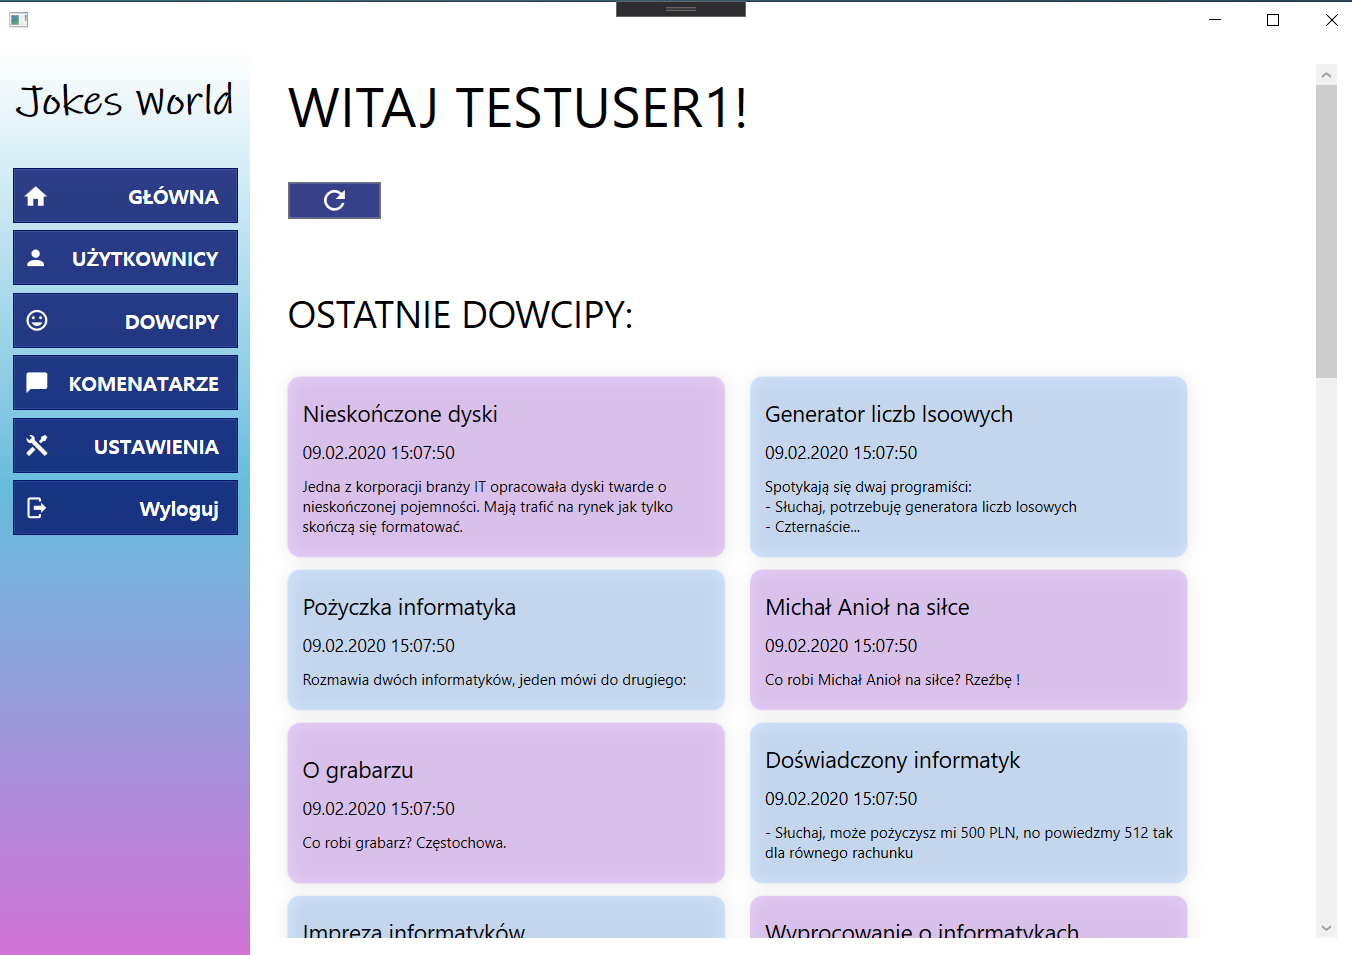 Jokes World
GŁÓWNA
UŻYTKOWNICY
DOWCIPY
KOMENATARZE
USTAWIENIA
Wyloguj
WITAJ TESTUSER1!
OSTATNIE DOWCIPY:
Nieskończone dyski
09.02.2020 15:07:50
Jedna z korporacji branży IT opracowała dyski twarde o
nieskończonej pojemności. Mają trafić na rynek jak tylko
skończą się formatować.
Generator liczb lsoowych
09.02.2020 15:07:50
Spotykają się dwaj programiści:
- Słuchaj, potrzebuję generatora liczb losowych
- Czternaście...
Pożyczka informatyka
09.02.2020 15:07:50
Rozmawia dwóch informatyków, jeden mówi do drugiego:
Michał Anioł na siłce
09.02.2020 15:07:50
Co robi Michał Anioł na siłce? Rzeźbę !
O grabarzu
09.02.2020 15:07:50
Co robi grabarz? Częstochowa.
Doświadczony informatyk
09.02.2020 15:07:50
- Słuchaj, może pożyczysz mi 500 PLN, no powiedzmy 512 tak
dla równego rachunku
Impreza informatyków
Wyprocowanie o informatykach